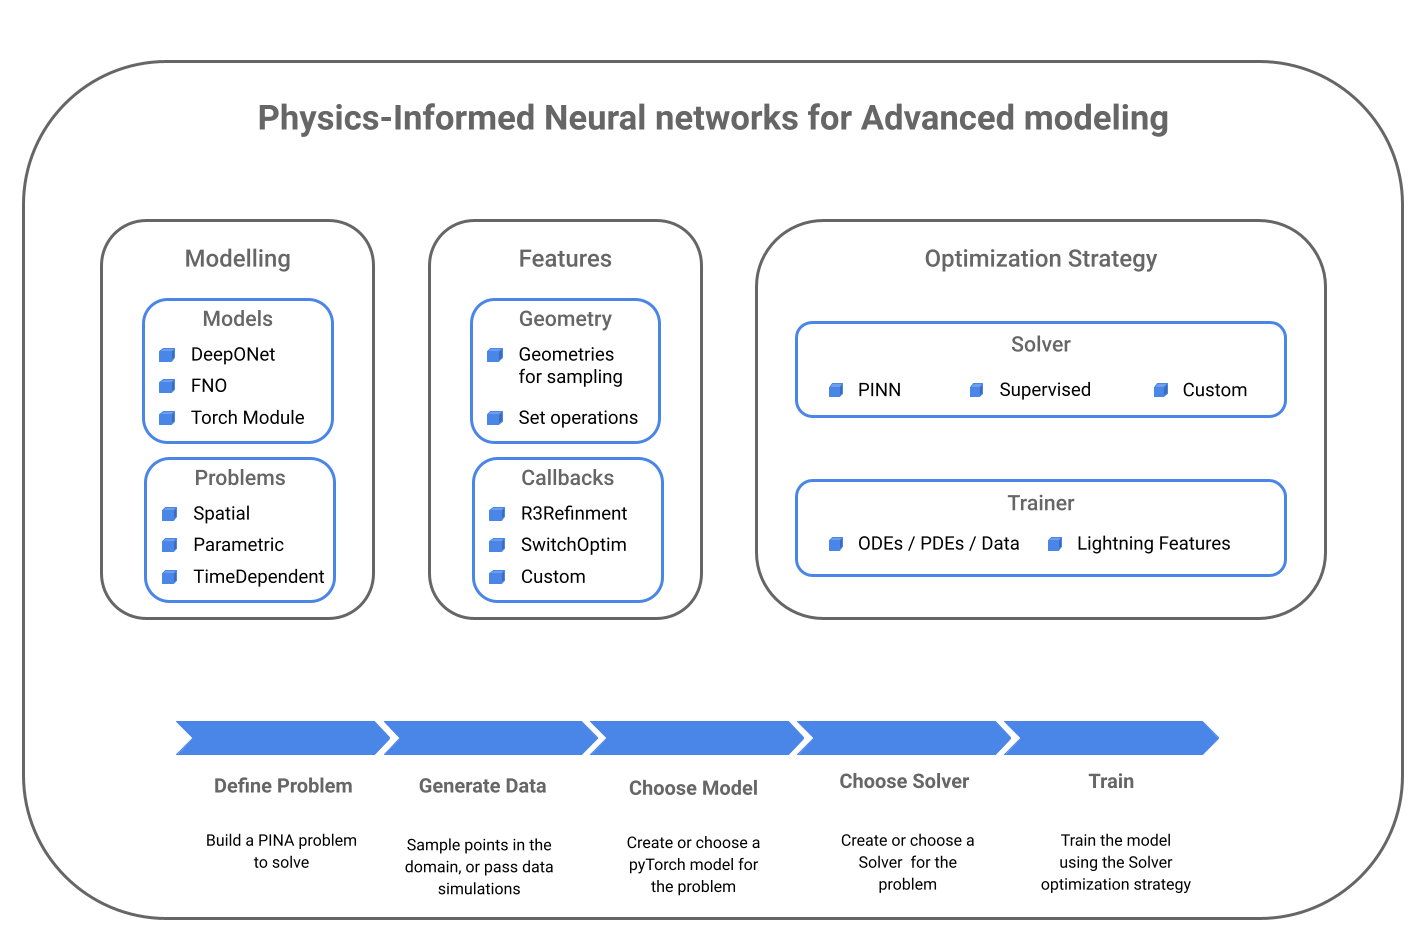 Physics-Informed Neural networks for Advanced modeling
Modelling
Models
DeepONet
FNO
Torch Module
Problems
Spatial
Parametric
TimeDependent
Features
Geometry
Geometries
for sampling
Set operations
Callbacks
R3Refinment
SwitchOptim
Custom
Optimization Strategy
Solver
PINN
Supervised
Custom
Trainer
ODEs / PDEs / Data
Lightning Features
Define Problem
Build a PINA problem
to solve
Generate Data
Sample points in the
domain, or pass data
simulations
Choose Model
Create or choose a
pyTorch model for
the problem
Choose Solver
Create or choose a
Solver for the
problem
Train
Train the model
using the Solver
optimization strategy